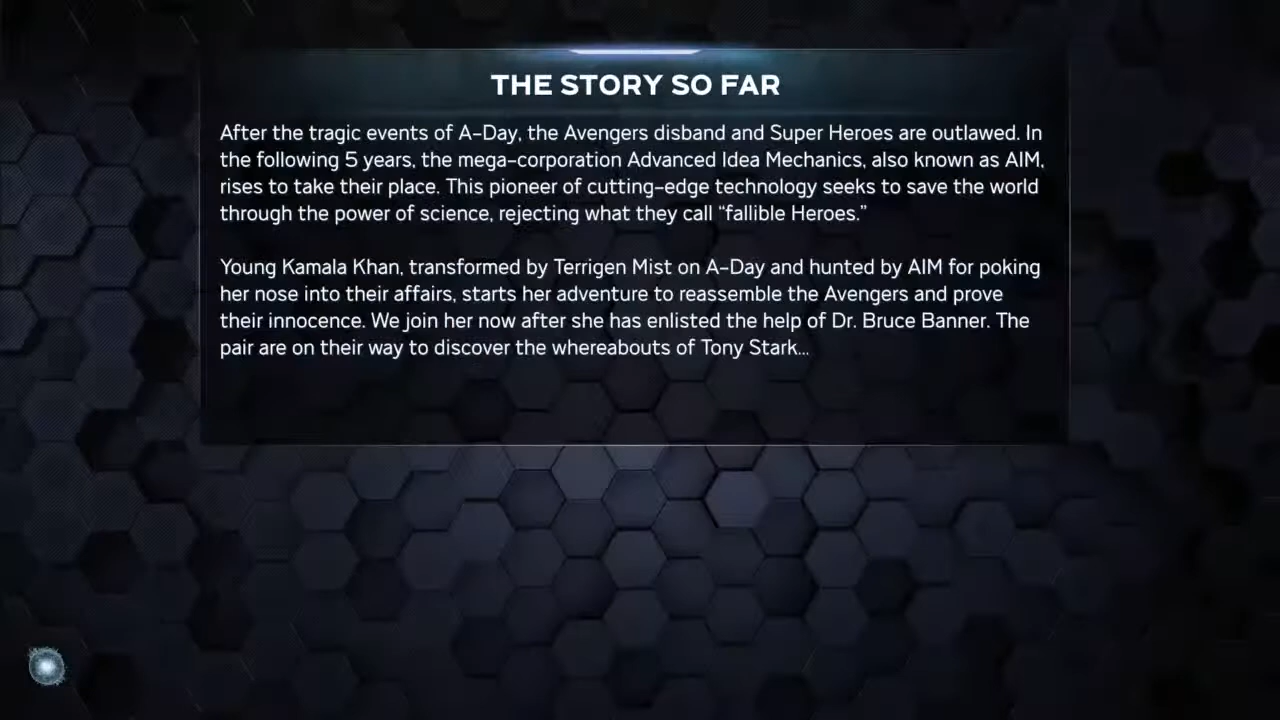 THE STORY SO FAR
After the tragic events of A-Day, the Avengers disband and Super Heroes are outlawed. In
the following 5 years, the mega-corporation Advanced Idea Mechanics, also known as AIM,
rises to take their place. This pioneer of cutting-edge technology seeks to save the world
through the power of science, rejecting what they call “fallible Heroes.”
Young Kamala Khan, transformed by Terrigen Mist on A-Day and hunted by AIM for poking
her nose into their affairs, starts her adventure to reassemble the Avengers and prove
their innocence. We join her now after she has enlisted the help of Dr. Bruce Banner. The
pair are on their way to discover the whereabouts of Tony Stark...